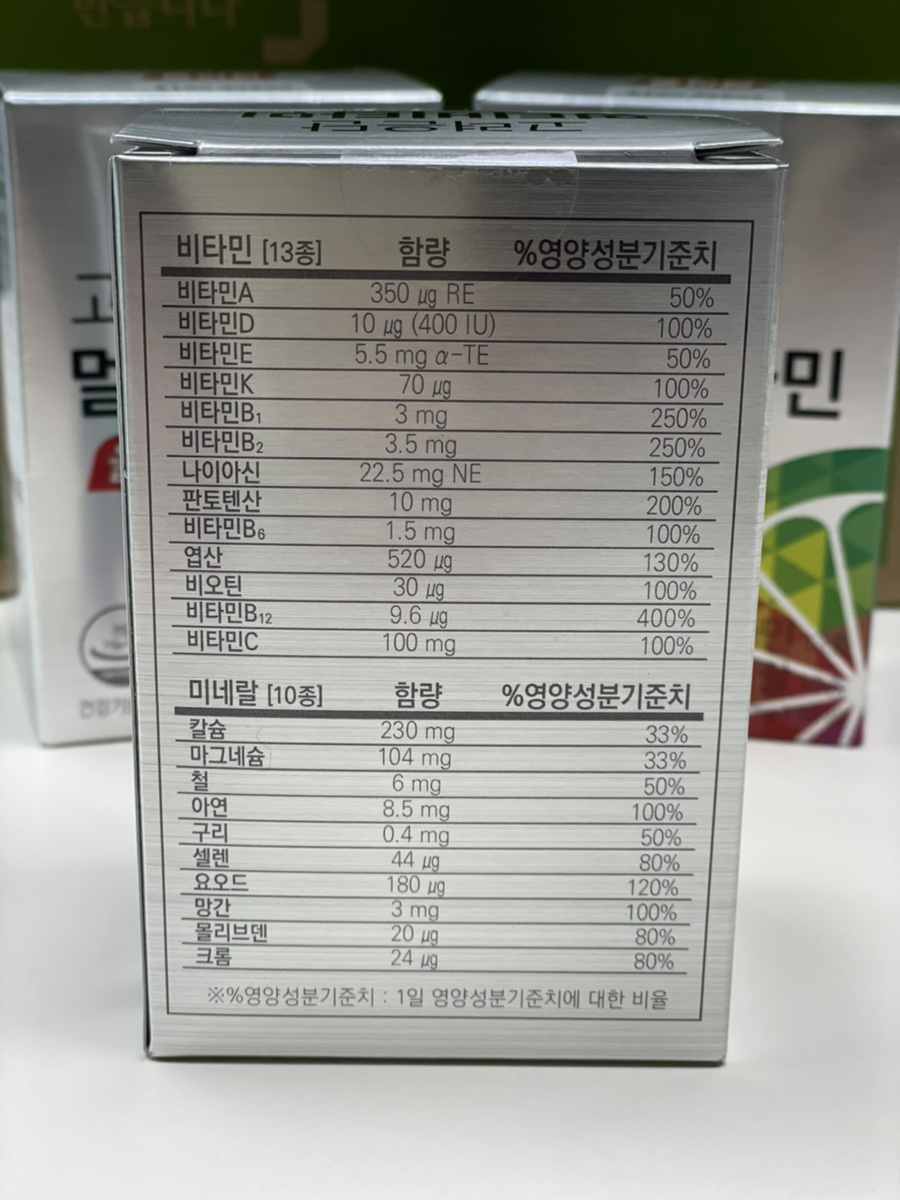 만듭니다
비타민 [13종] 함량 %영양성분기준치
비타민A 350 μg RE 50%
비타민D 10 μg (400 IU) 100%
비타민E 5.5 mg α-TE 50%
비타민K 70 μg 100%
비타민B₁ 3 mg 250%
비타민B₂ 3.5 mg 250%
나이아신 22.5 mg NE 150%
판토텐산 10 mg 200%
비타민B₆ 1.5 mg 100%
엽산 520 μg 130%
비오틴 30 μg 100%
비타민B₁₂ 9.6 μg 400%
비타민C 100 mg 100%
미네랄 [10종] 함량 %영양성분기준치
칼슘 230 mg 33%
마그네슘 104 mg 33%
철 6 mg 50%
아연 8.5 mg 100%
구리 0.4 mg 50%
셀렌 44 μg 80%
요오드 180 μg 120%
망간 3 mg 100%
몰리브덴 20 μg 80%
크롬 24 μg 80%
※%영양성분기준치 : 1일 영양성분기준치에 대한 비율
고
멀
민
건강기